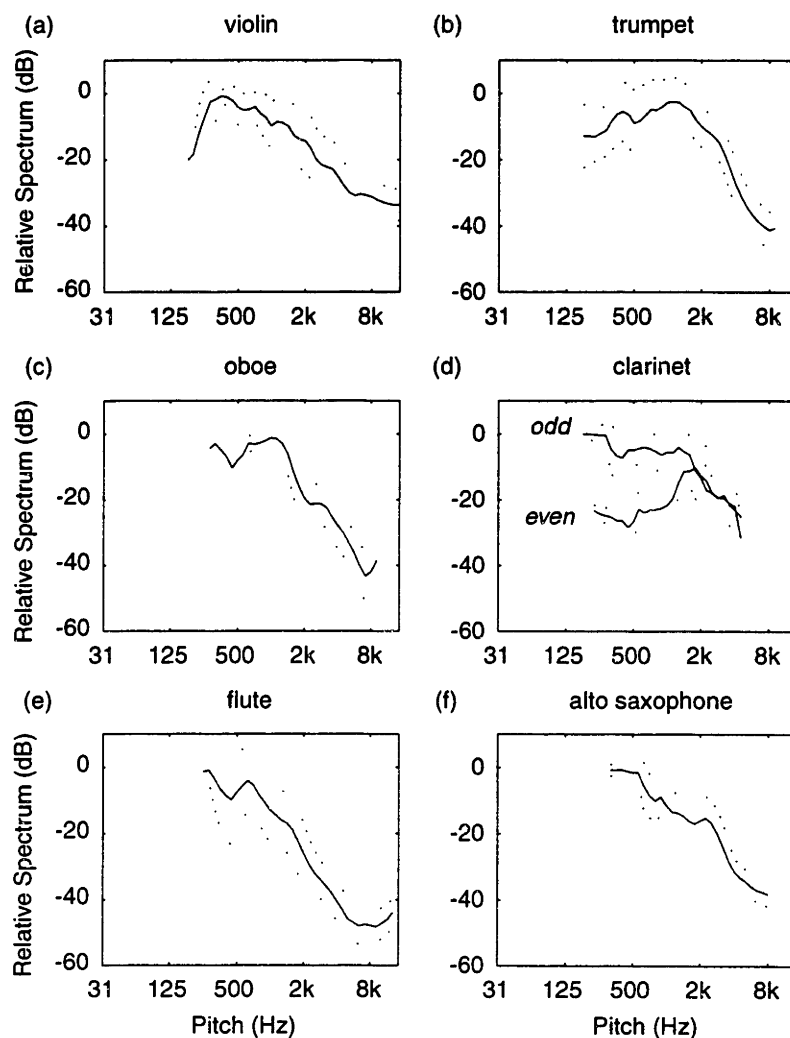 (a) violin
(b) trumpet
Relative Spectrum (dB)
0
-20
-40
-60
31 125 500 2k 8k
0
-20
-40
-60
31 125 500 2k 8k
(c) oboe
(d) clarinet
Relative Spectrum (dB)
0
-20
-40
-60
31 125 500 2k 8k
odd
even
0
-20
-40
-60
31 125 500 2k 8k
(e) flute
(f) alto saxophone
Relative Spectrum (dB)
0
-20
-40
-60
31 125 500 2k 8k
Pitch (Hz)
0
-20
-40
-60
31 125 500 2k 8k
Pitch (Hz)